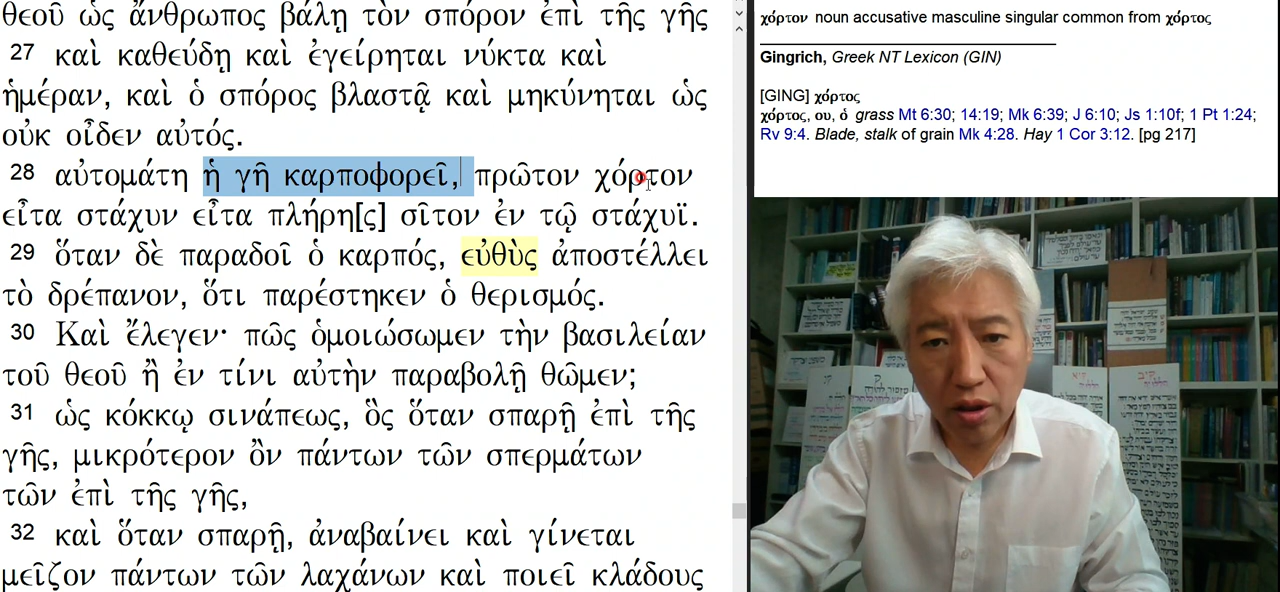 θεοῦ ὡς ἄνθρωπος βάλῃ τὸν σπόρον ἐπὶ τῆς γῆς
27 καὶ καθεύδῃ καὶ ἐγείρηται νύκτα καὶ
ἡμέραν, καὶ ὁ σπόρος βλαστᾷ καὶ μηκύνηται ὡς
οὐκ οἶδεν αὐτός.
28 αὐτομάτη ἡ γῆ καρποφορεῖ, πρῶτον χόρτον
εἶτα στάχυν εἶτα πλήρη[ς] σῖτον ἐν τῷ στάχυϊ.
29 ὅταν δὲ παραδοῖ ὁ καρπός, εὐθὺς ἀποστέλλει
τὸ δρέπανον, ὅτι παρέστηκεν ὁ θερισμός.
30 Καὶ ἔλεγεν· πῶς ὁμοιώσωμεν τὴν βασιλείαν
τοῦ θεοῦ ἢ ἐν τίνι αὐτὴν παραβολῇ θῶμεν;
31 ὡς κόκκῳ σινάπεως, ὃς ὅταν σπαρῇ ἐπὶ τῆς
γῆς, μικρότερον ὂν πάντων τῶν σπερμάτων
τῶν ἐπὶ τῆς γῆς,
32 καὶ ὅταν σπαρῇ, ἀναβαίνει καὶ γίνεται
μεῖζον πάντων τῶν λαχάνων καὶ ποιεῖ κλάδους
χόρτον noun accusative masculine singular common from χόρτος
Gingrich, Greek NT Lexicon (GIN)
[GING] χόρτος
χόρτος, ου, ὁ grass Mt 6:30; 14:19; Mk 6:39; J 6:10; Js 1:10f; 1 Pt 1:24;
Rv 9:4. Blade, stalk of grain Mk 4:28. Hay 1 Cor 3:12. [pg 217]